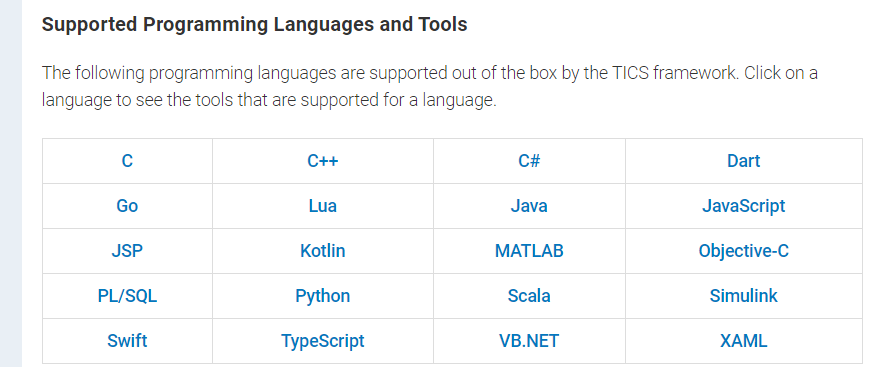 Supported Programming Languages and Tools
The following programming languages are supported out of the box by the TICS framework. Click on a
language to see the tools that are supported for a language.
C C++ C# Dart
Go Lua Java JavaScript
JSP Kotlin MATLAB Objective-C
PL/SQL Python Scala Simulink
Swift TypeScript VB.NET XAML